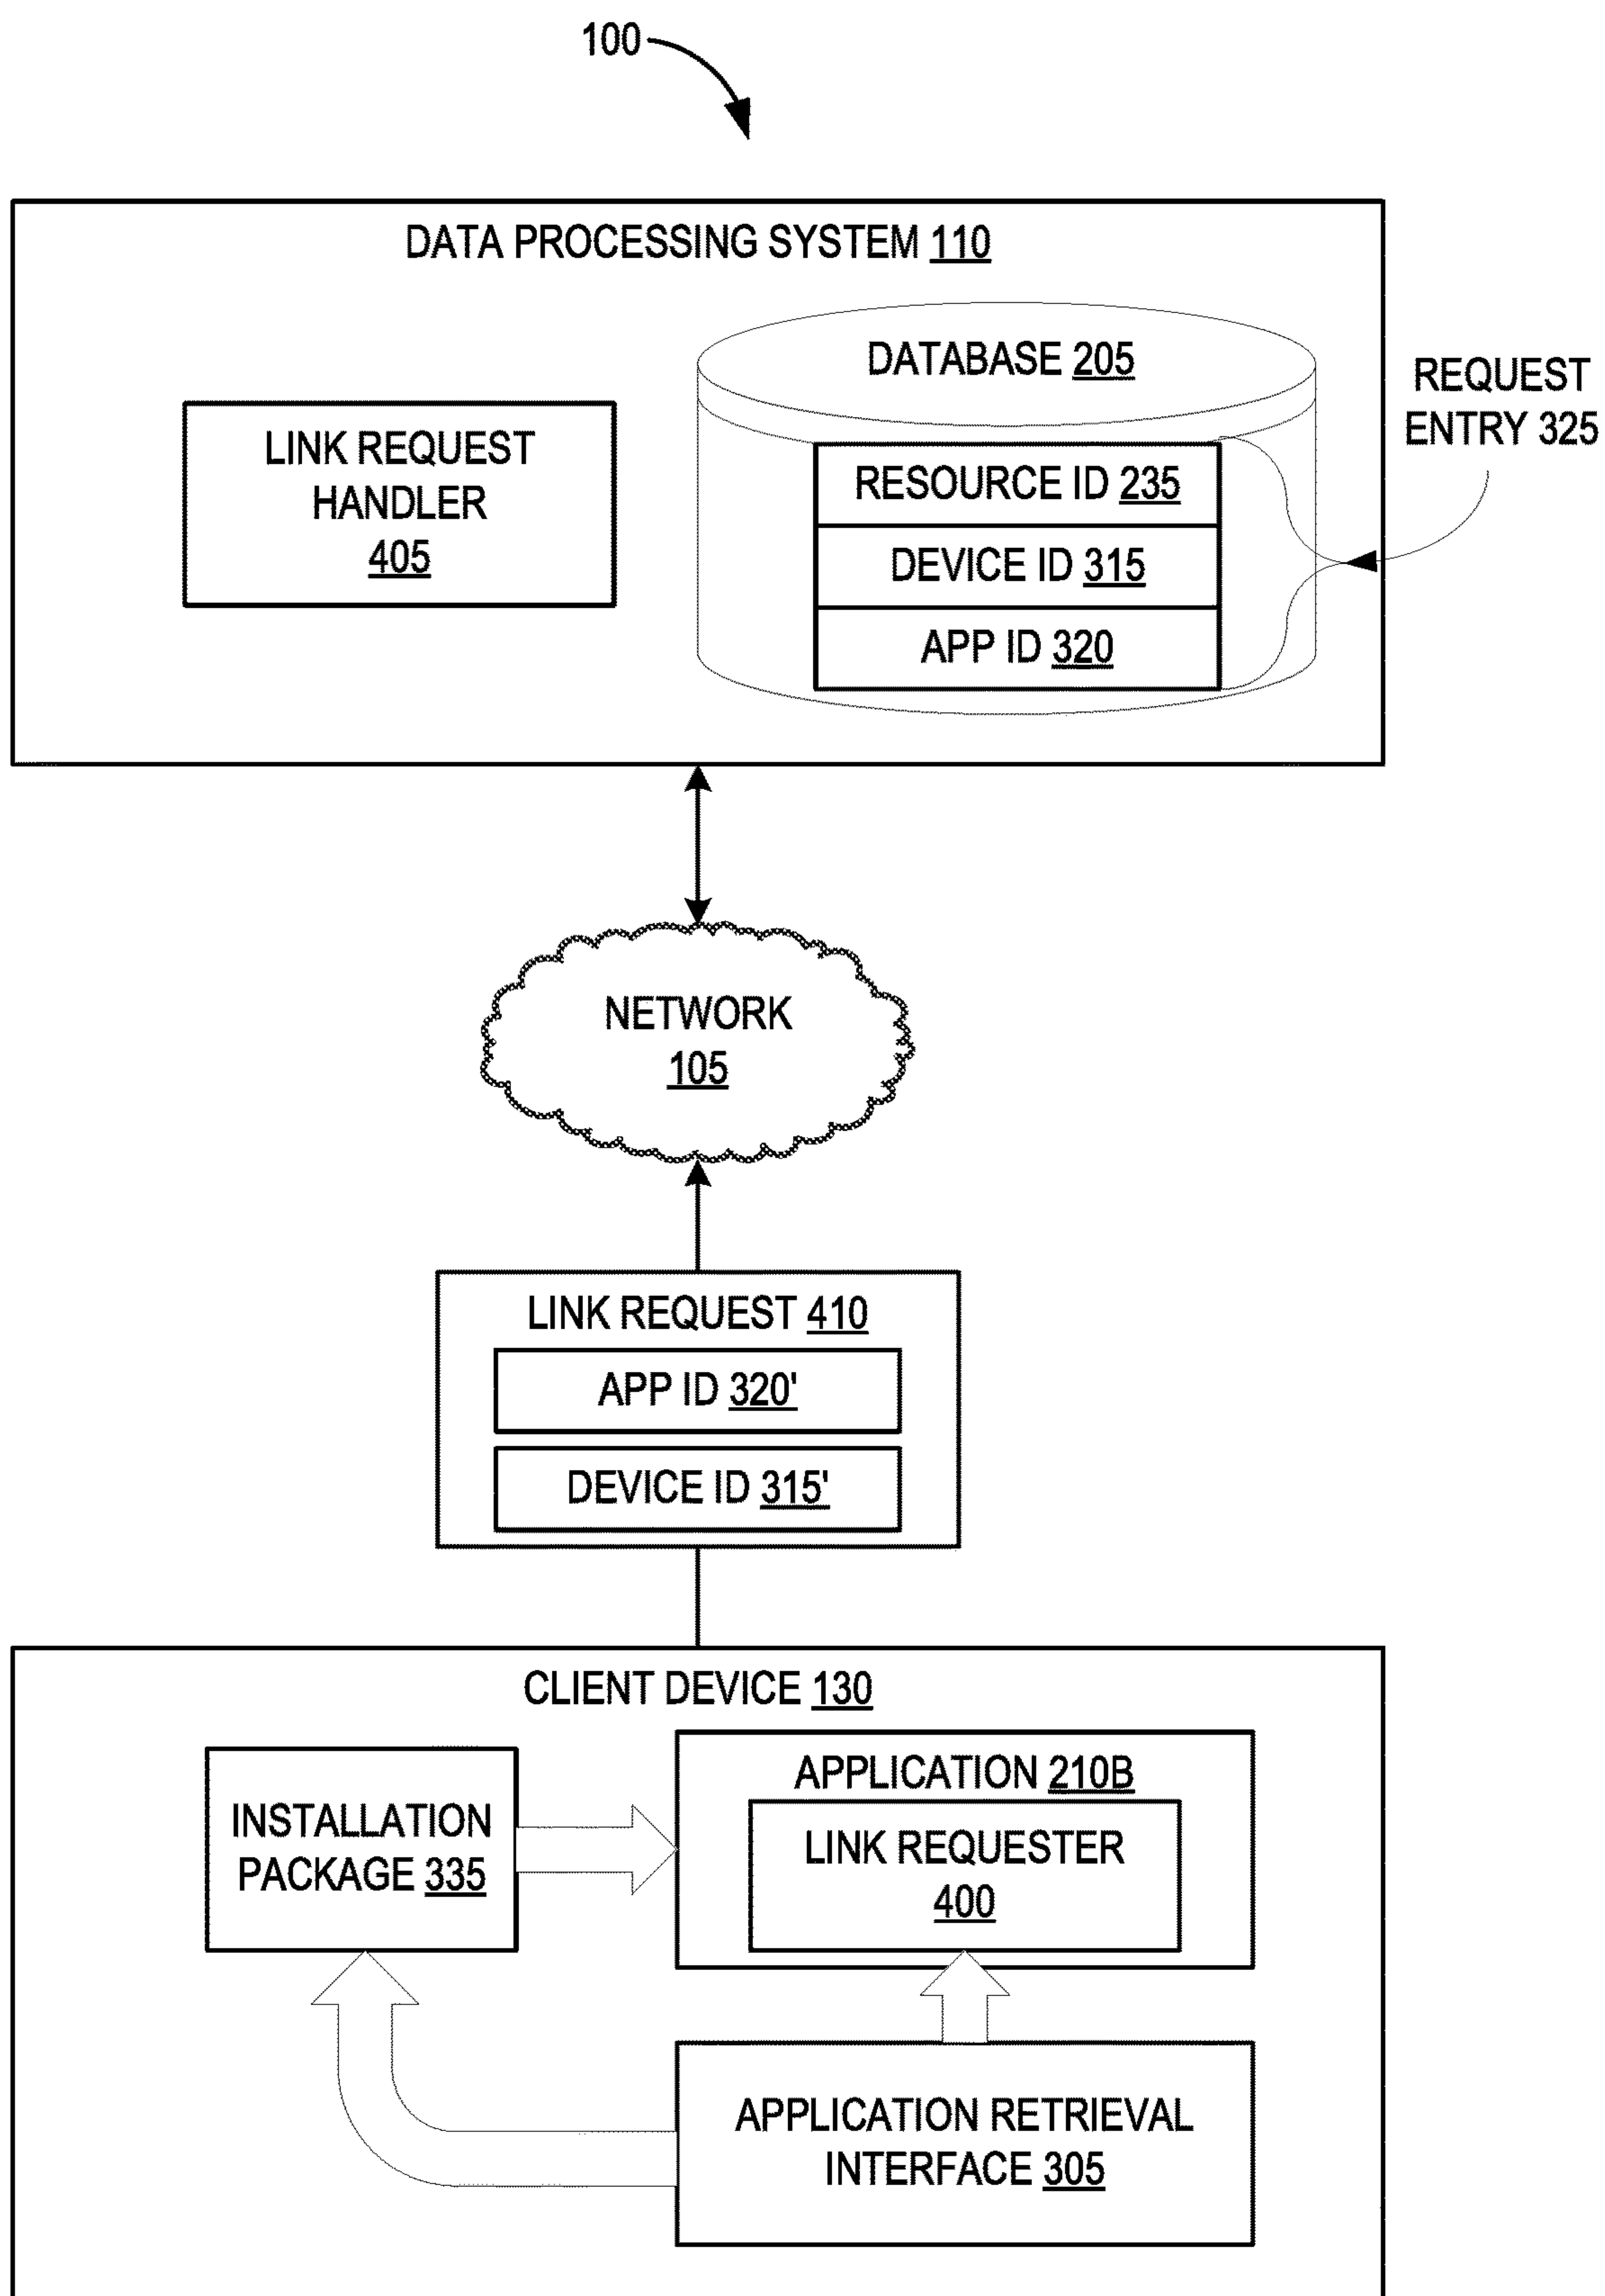 100
DATA PROCESSING SYSTEM 110
DATABASE 205
REQUEST
ENTRY 325
LINK REQUEST
HANDLER
405
RESOURCE ID 235
DEVICE ID 315
APP ID 320
NETWORK
105
LINK REQUEST 410
APP ID 320'
DEVICE ID 315'
CLIENT DEVICE 130
INSTALLATION
PACKAGE 335
APPLICATION 210B
LINK REQUESTER
400
APPLICATION RETRIEVAL
INTERFACE 305